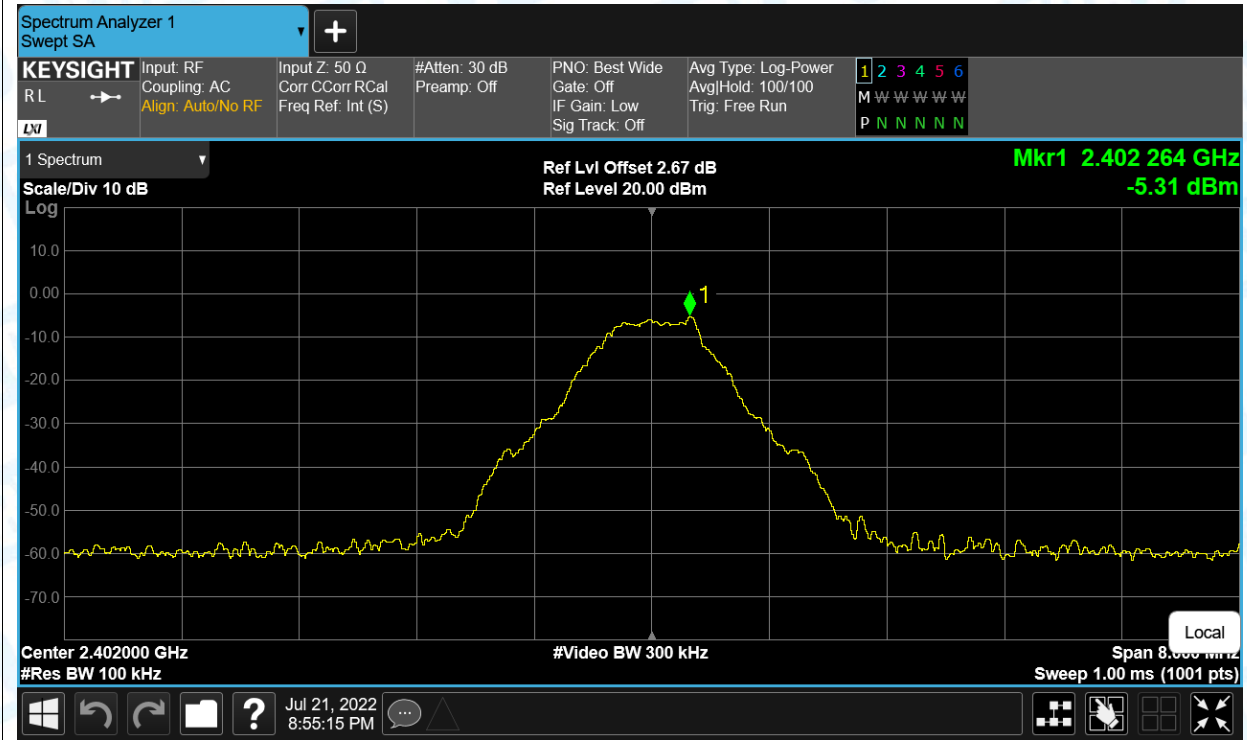 Spectrum Analyzer 1
Swept SA
KEYSIGHT
R L
LXI
Input: RF
Coupling: AC
Align: Auto/No RF
Input Z: 50 Ω
Corr CCorr RCal
Freq Ref: Int (S)
#Atten: 30 dB
Preamp: Off
PNO: Best Wide
Gate: Off
IF Gain: Low
Sig Track: Off
Avg Type: Log-Power
Avg|Hold: 100/100
Trig: Free Run
1 2 3 4 5 6
M W W W W W
P N N N N N
1 Spectrum
Scale/Div 10 dB
Log
Ref Lvl Offset 2.67 dB
Ref Level 20.00 dBm
Mkr1 2.402 264 GHz
-5.31 dBm
10.0
0.00
-10.0
-20.0
-30.0
-40.0
-50.0
-60.0
-70.0
1
Local
Center 2.402000 GHz
#Video BW 300 kHz
Span 8.000 MHz
#Res BW 100 kHz
Sweep 1.00 ms (1001 pts)
?
Jul 21, 2022
8:55:15 PM